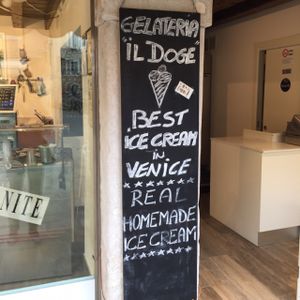 GELATERIA
"IL DOGE"
BEST
ICE CREAM
IN
VENICE
REAL
HOMEMADE
ICE CREAM
NITE